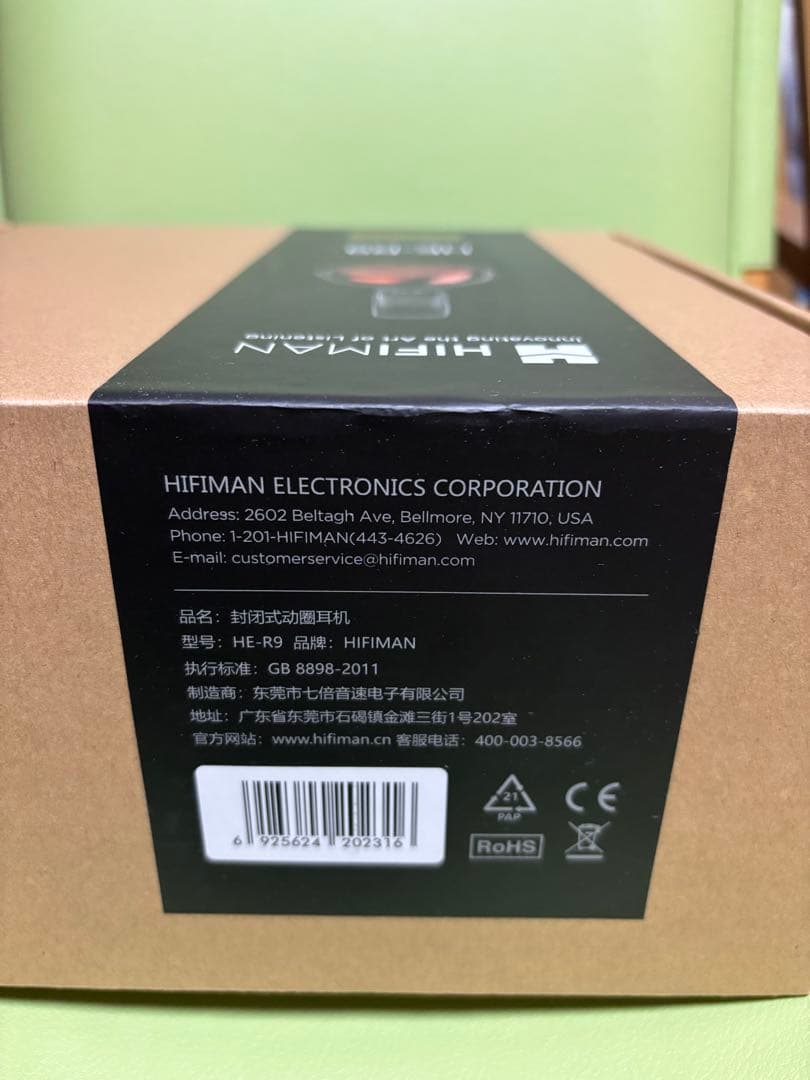 HIFIMAN
Innovating the Art of Listening
HIFIMAN ELECTRONICS CORPORATION
Address: 2602 Beltagh Ave, Bellmore, NY 11710, USA
Phone: 1-201-HIFIMAN(443-4626) Web: www.hifiman.com
E-mail: customerservice@hifiman.com
品名：封闭式动圈耳机
型号：HE-R9 品牌：HIFIMAN
执行标准：GB 8898-2011
制造商：东莞市七倍音速电子有限公司
地址：广东省东莞市石碣镇金滩三街1号202室
官方网站：www.hifiman.cn 客服电话：400-003-8566
6 925624 202316
21
PAP
CE
RoHS